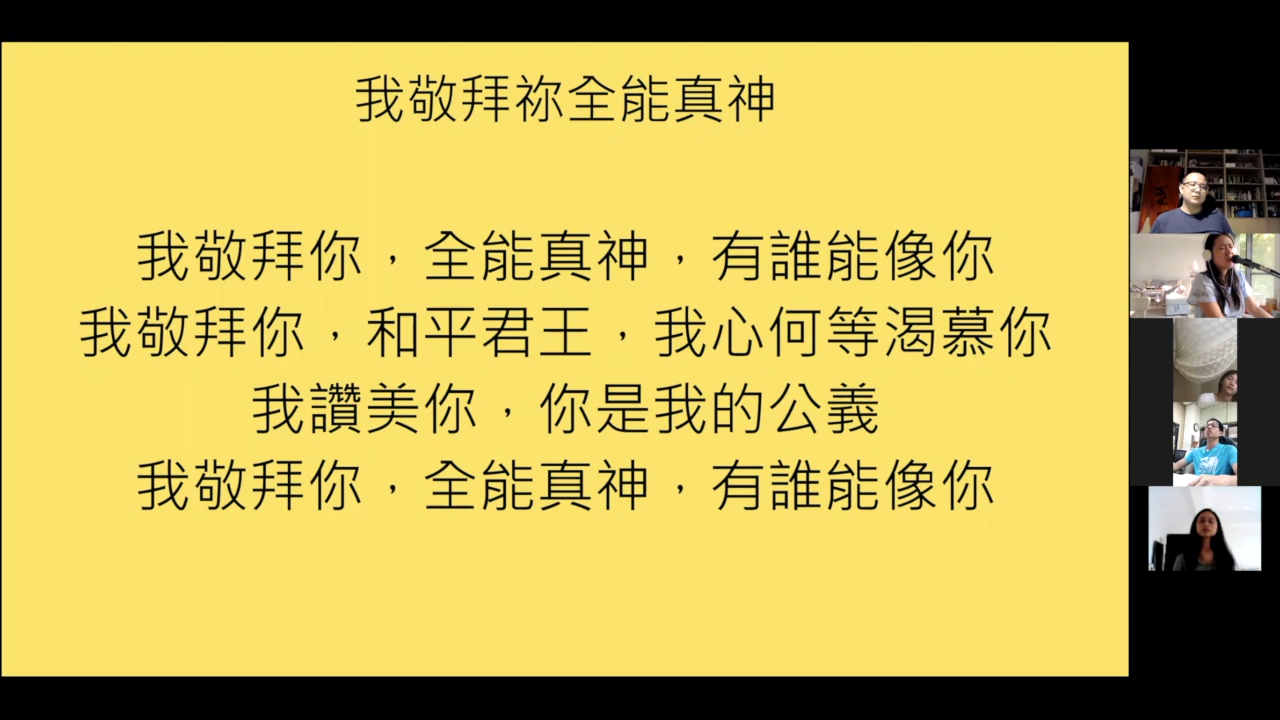 我敬拜祢全能真神
我敬拜你，全能真神，有誰能像你
我敬拜你，和平君王，我心何等渴慕你
我讚美你，你是我的公義
我敬拜你，全能真神，有誰能像你